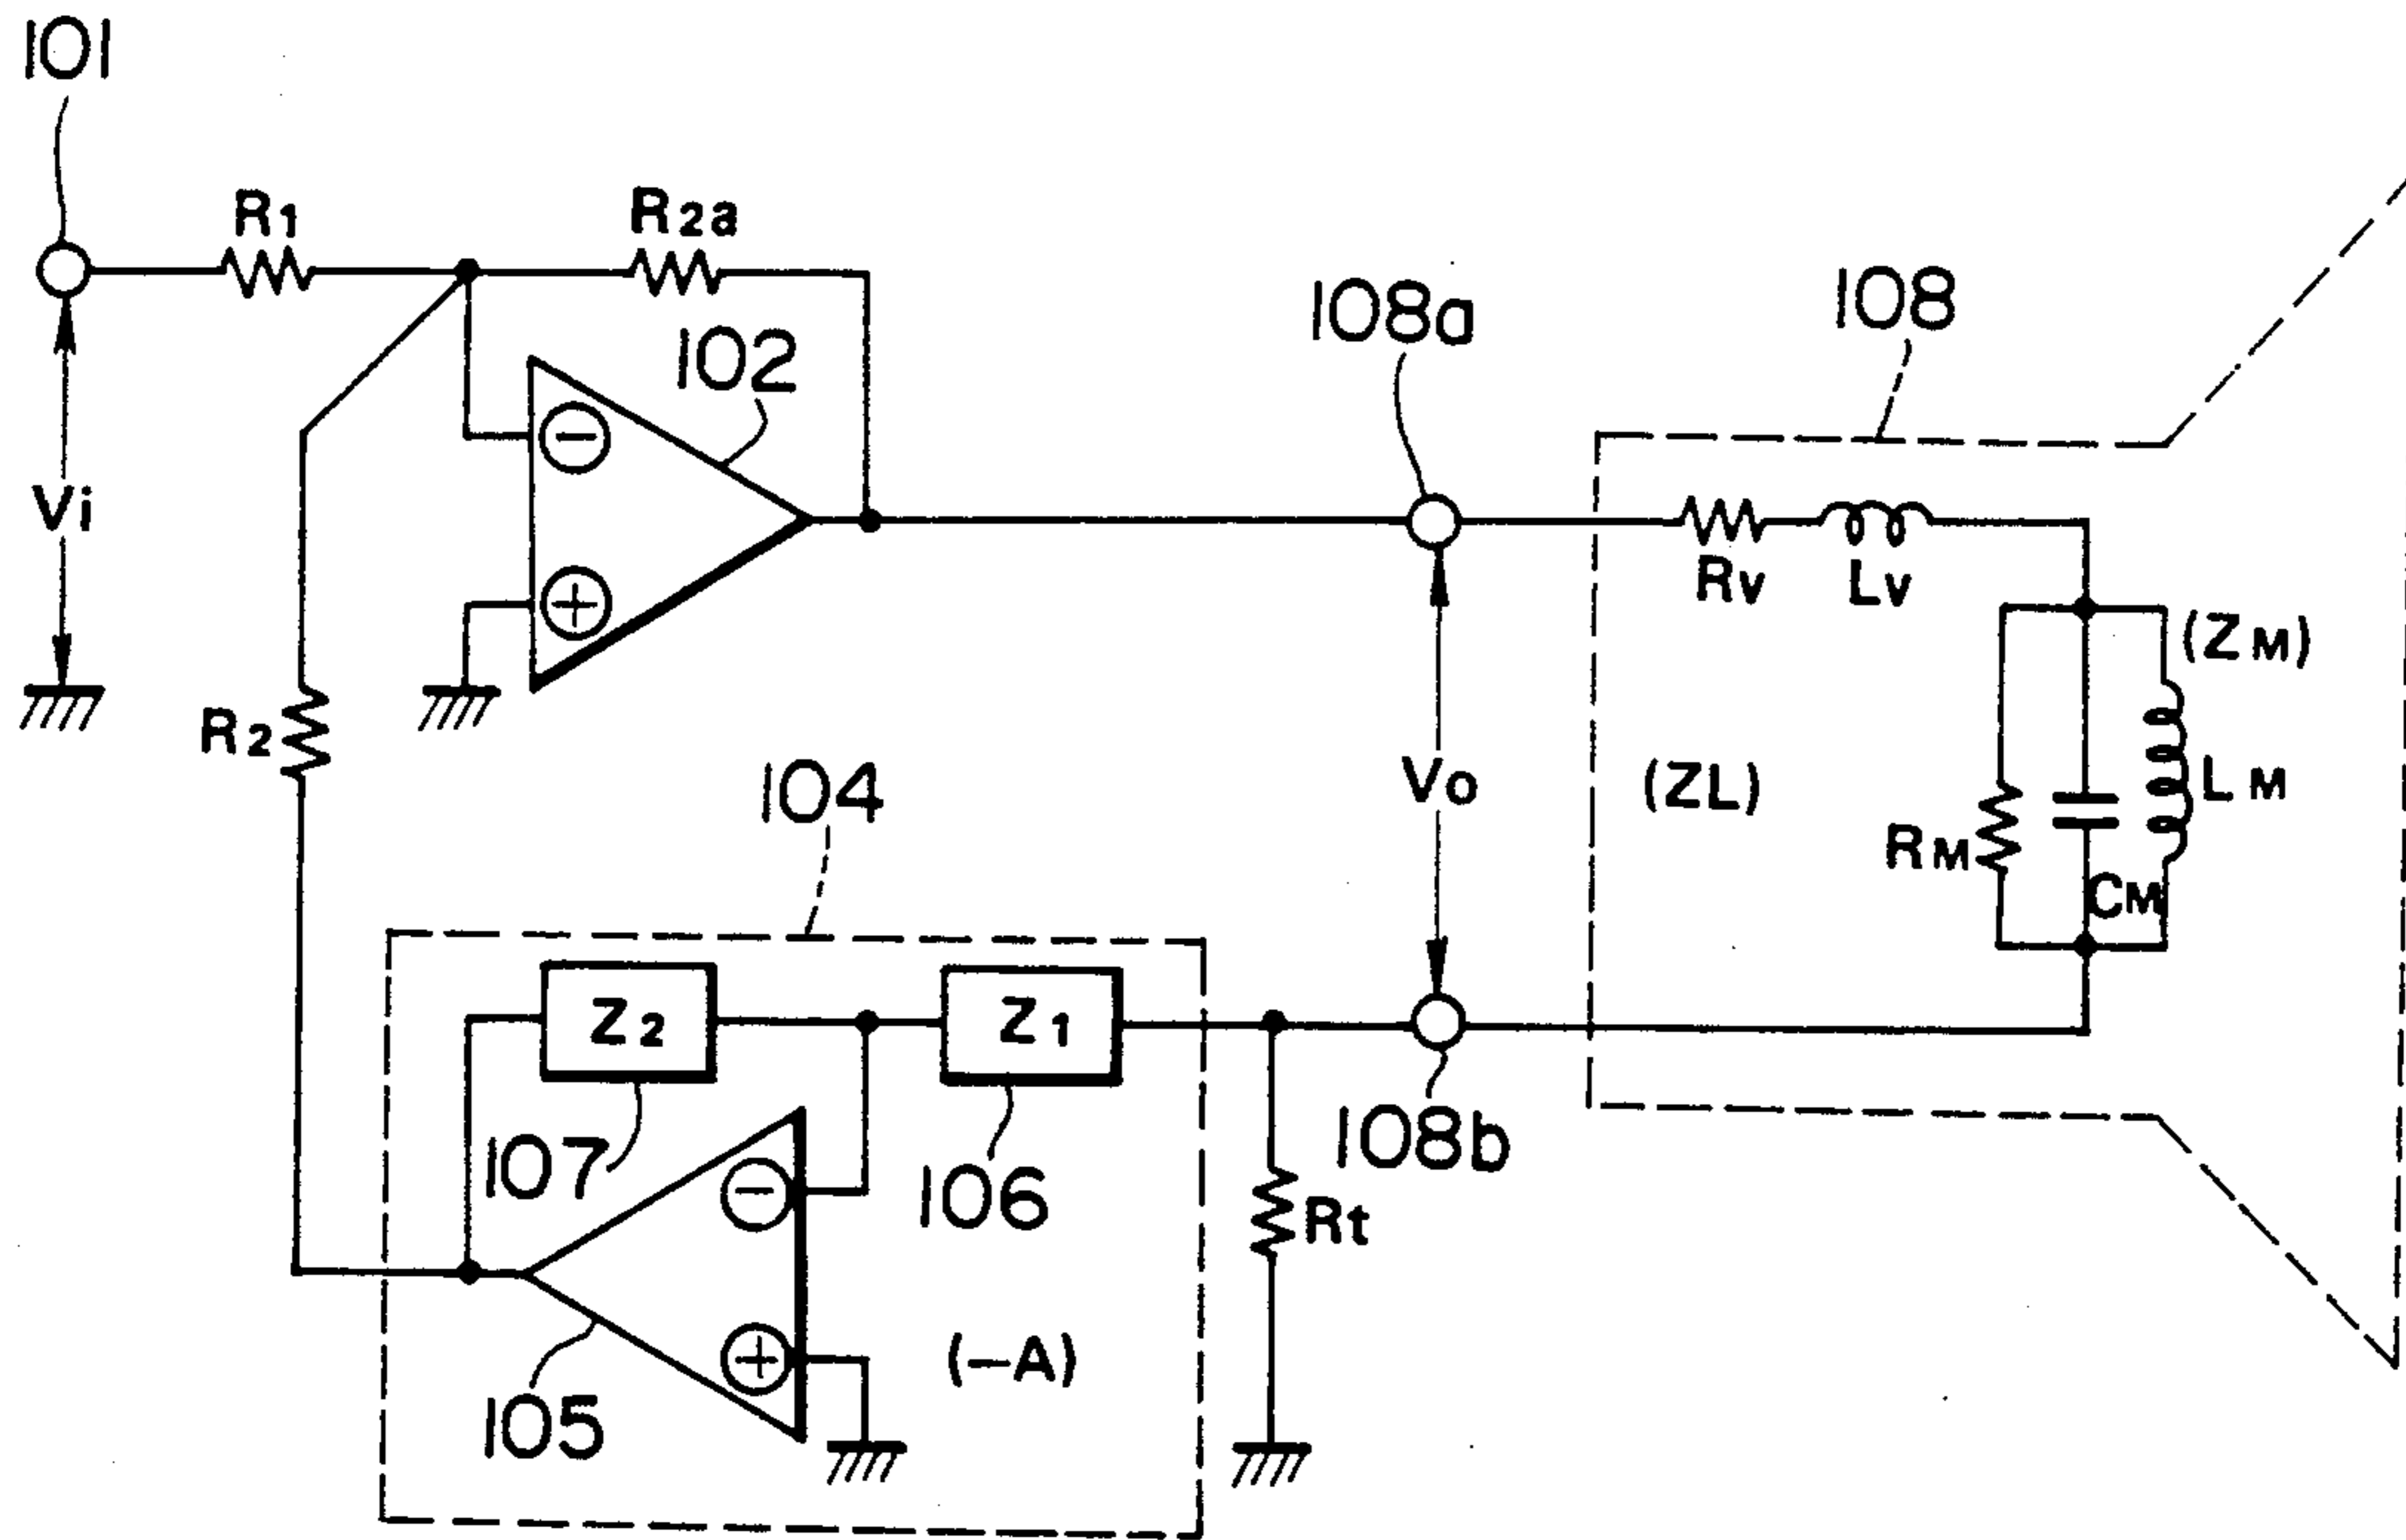 101
R1
R2a
102
108a
108
Vi
⊖
⊕
RV
LV
(ZM)
R2
104
Vo
(ZL)
RM
CM
LM
Z2
Z1
107
106
108b
⊖
⊕
Rt
(-A)
105